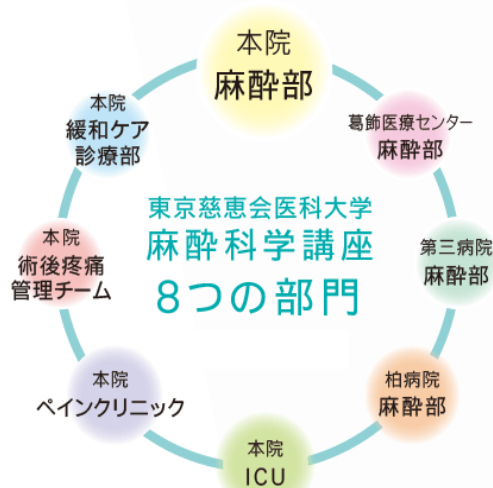 本院
麻酔部
葛飾医療センター
麻酔部
第三病院
麻酔部
柏病院
麻酔部
本院
ICU
本院
ペインクリニック
本院
術後疼痛
管理チーム
本院
緩和ケア
診療部
東京慈恵会医科大学
麻酔科学講座
8つの部門